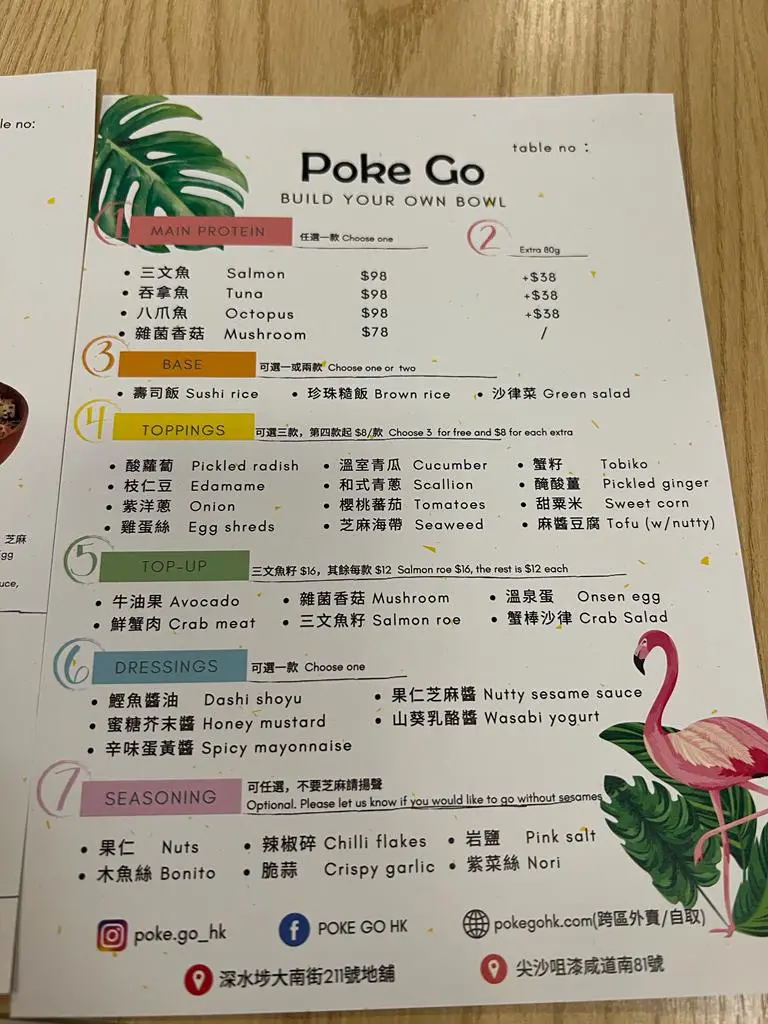 le no:
芝麻
gg
uce,
table no：
Poke Go
BUILD YOUR OWN BOWL
1 MAIN PROTEIN 任選一款 Choose one 2 Extra 80g
• 三文魚 Salmon $98 +$38
• 吞拿魚 Tuna $98 +$38
• 八爪魚 Octopus $98 +$38
• 雜菌香菇 Mushroom $78 /
3 BASE 可選一或兩款 Choose one or two
• 壽司飯 Sushi rice • 珍珠糙飯 Brown rice • 沙律菜 Green salad
4 TOPPINGS 可選三款，第四款起 $8/款 Choose 3 for free and $8 for each extra
• 酸蘿蔔 Pickled radish • 溫室青瓜 Cucumber • 蟹籽 Tobiko
• 枝仁豆 Edamame • 和式青蔥 Scallion • 醃酸薑 Pickled ginger
• 紫洋蔥 Onion • 櫻桃蕃茄 Tomatoes • 甜粟米 Sweet corn
• 雞蛋絲 Egg shreds • 芝麻海帶 Seaweed • 麻醬豆腐 Tofu (w/nutty)
5 TOP-UP 三文魚籽 $16，其餘每款 $12 Salmon roe $16, the rest is $12 each
• 牛油果 Avocado • 雜菌香菇 Mushroom • 溫泉蛋 Onsen egg
• 鮮蟹肉 Crab meat • 三文魚籽 Salmon roe • 蟹棒沙律 Crab Salad
6 DRESSINGS 可選一款 Choose one
• 鰹魚醬油 Dashi shoyu • 果仁芝麻醬 Nutty sesame sauce
• 蜜糖芥末醬 Honey mustard • 山葵乳酪醬 Wasabi yogurt
• 辛味蛋黃醬 Spicy mayonnaise
7 SEASONING 可任選，不要芝麻請揚聲
Optional. Please let us know if you would like to go without sesames
• 果仁 Nuts • 辣椒碎 Chilli flakes • 岩鹽 Pink salt
• 木魚絲 Bonito • 脆蒜 Crispy garlic • 紫菜絲 Nori
poke.go_hk POKE GO HK pokegohk.com(跨區外賣/自取)
深水埗大南街211號地舖 尖沙咀漆咸道南81號